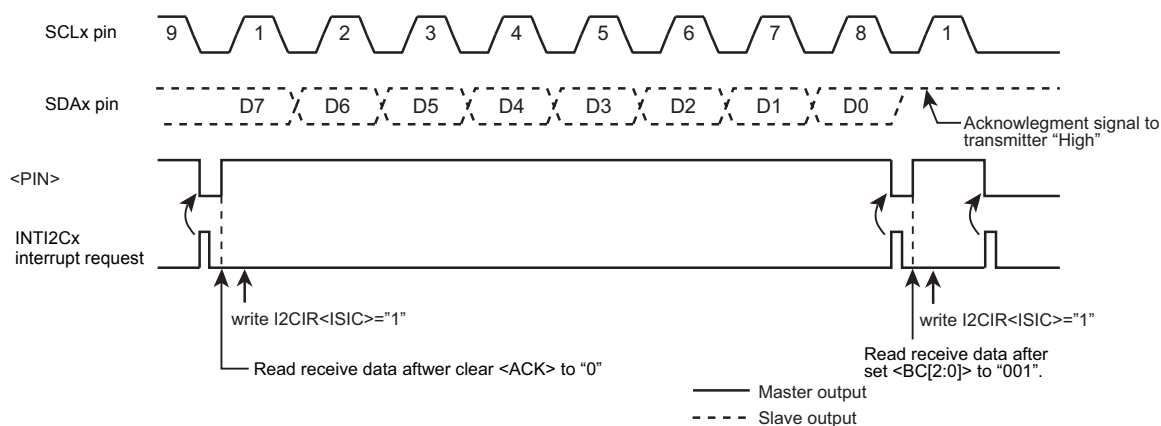 SCLx pin
9 1 2 3 4 5 6 7 8 1
SDAx pin
D7 D6 D5 D4 D3 D2 D1 D0
Acknowlegment signal to
transmitter “High”
<PIN>
INTI2Cx
interrupt request
write I2CIR<ISIC>=”1”
write I2CIR<ISIC>=”1”
Read receive data aftwer clear <ACK> to “0”
Read receive data after
set <BC[2:0]> to “001”.
Master output
Slave output